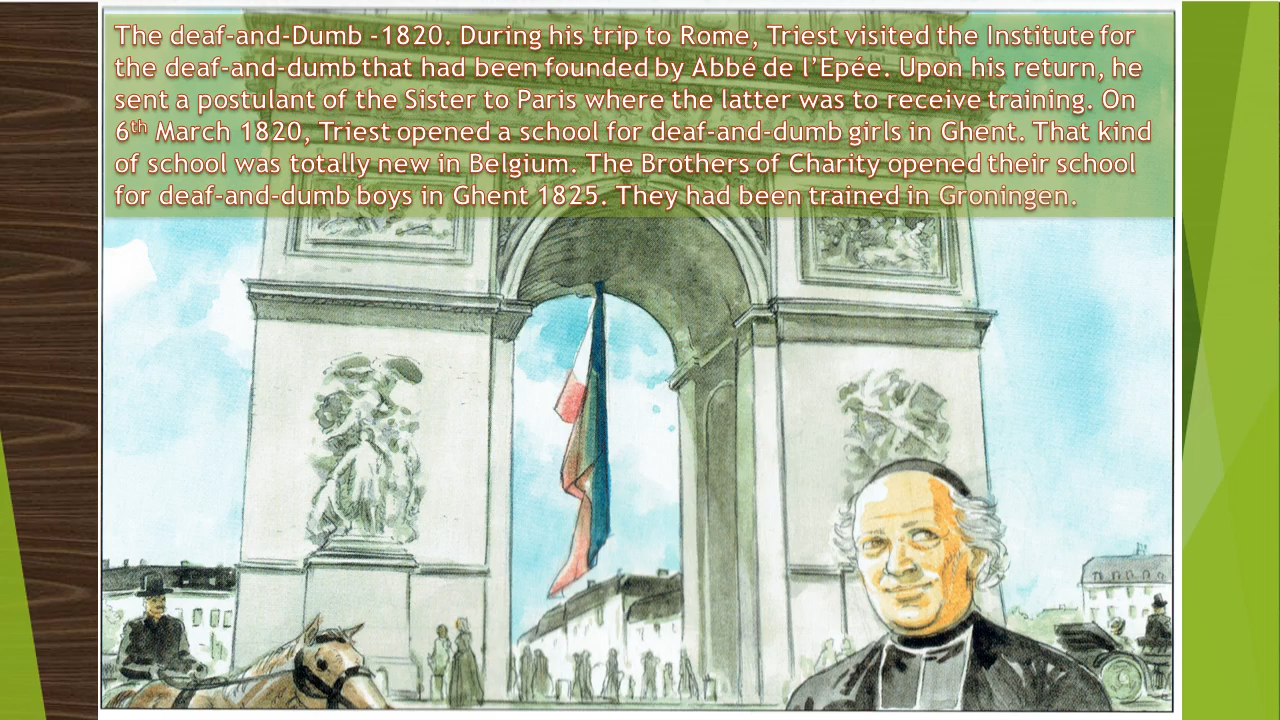 The deaf-and-Dumb -1820. During his trip to Rome, Triest visited the Institute for
the deaf-and-dumb that had been founded by Abbé de l’Epée. Upon his return, he
sent a postulant of the Sister to Paris where the latter was to receive training. On
6th March 1820, Triest opened a school for deaf-and-dumb girls in Ghent. That kind
of school was totally new in Belgium. The Brothers of Charity opened their school
for deaf-and-dumb boys in Ghent 1825. They had been trained in Groningen.